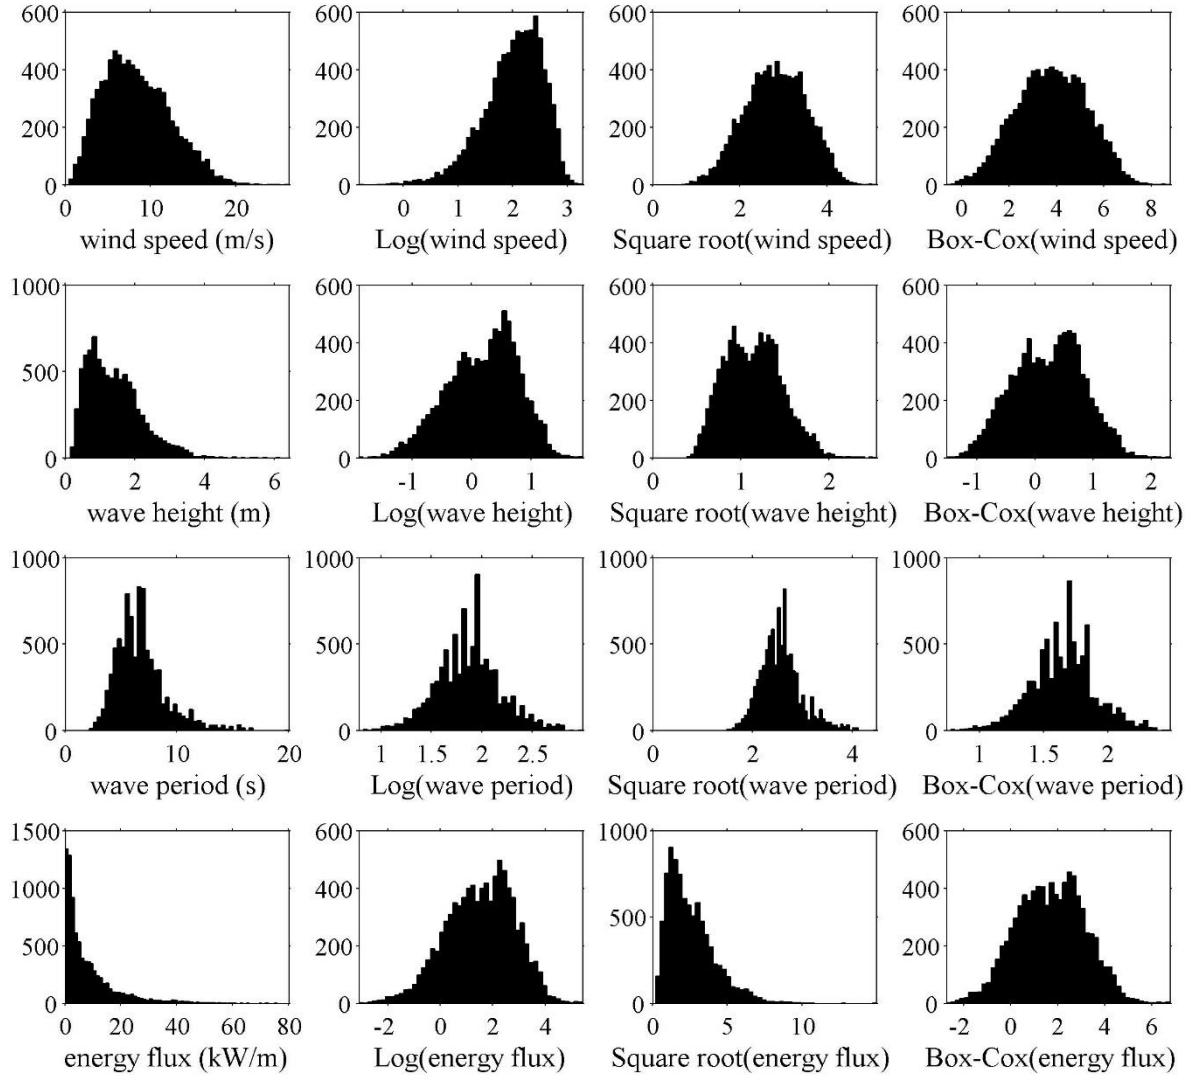 600 600 600 600
400 400 400 400
200 200 200 200
0 0 0 0
0 10 20 0 1 2 3 0 2 4 0 2 4 6 8
wind speed (m/s) Log(wind speed) Square root(wind speed) Box-Cox(wind speed)
1000 600 600 600
400 400 400
500
200 200 200
0 0 0 0
0 2 4 6 -1 0 1 1 2 -1 0 1 2
wave height (m) Log(wave height) Square root(wave height) Box-Cox(wave height)
1000 1000 1000 1000
500 500 500 500
0 0 0 0
0 10 20 1 1.5 2 2.5 0 2 4 1 1.5 2
wave period (s) Log(wave period) Square root(wave period) Box-Cox(wave period)
1500 600 1000 600
1000 400 400
500 500
200 200
0 0 0 0
0 20 40 60 80 -2 0 2 4 0 5 10 -2 0 2 4 6
energy flux (kW/m) Log(energy flux) Square root(energy flux) Box-Cox(energy flux)